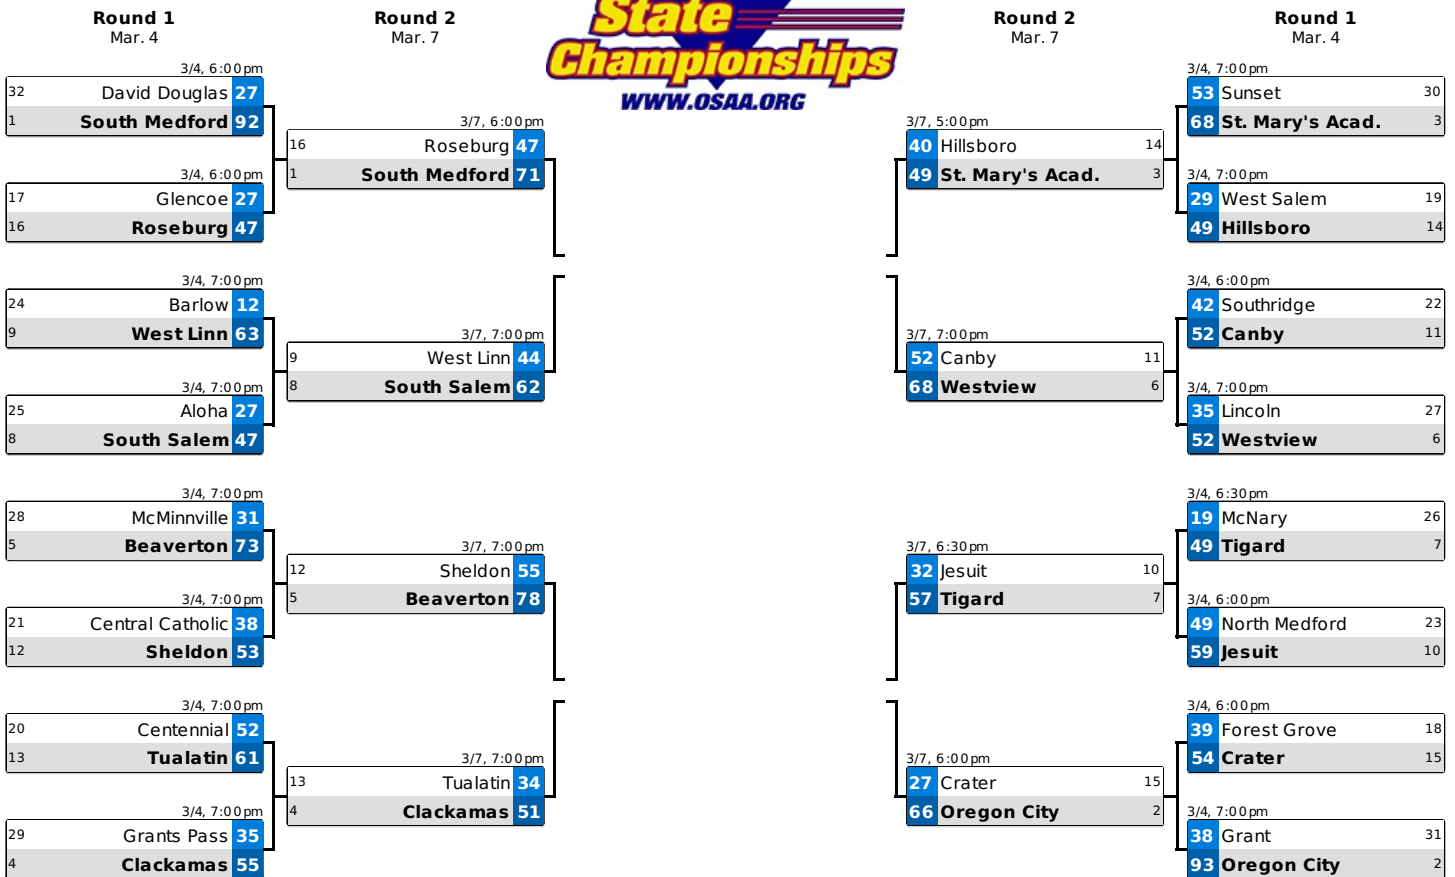 Round 1
Mar. 4
Round 2
Mar. 7
State
Championships
WWW.OSAA.ORG
Round 2
Mar. 7
Round 1
Mar. 4
3/4, 6:00pm
32 David Douglas 27
1 South Medford 92
3/4, 6:00pm
17 Glencoe 27
16 Roseburg 47
3/4, 7:00pm
24 Barlow 12
9 West Linn 63
3/4, 7:00pm
25 Aloha 27
8 South Salem 47
3/4, 7:00pm
28 McMinnville 31
5 Beaverton 73
3/4, 7:00pm
21 Central Catholic 38
12 Sheldon 53
3/4, 7:00pm
20 Centennial 52
13 Tualatin 61
3/4, 7:00pm
29 Grants Pass 35
4 Clackamas 55
3/7, 6:00pm
16 Roseburg 47
1 South Medford 71
3/7, 7:00pm
9 West Linn 44
8 South Salem 62
3/7, 7:00pm
12 Sheldon 55
5 Beaverton 78
3/7, 7:00pm
13 Tualatin 34
4 Clackamas 51
3/7, 5:00pm
40 Hillsboro 14
49 St. Mary's Acad. 3
3/7, 7:00pm
52 Canby 11
68 Westview 6
3/7, 6:30pm
32 Jesuit 10
57 Tigard 7
3/7, 6:00pm
27 Crater 15
66 Oregon City 2
3/4, 7:00pm
53 Sunset 30
68 St. Mary's Acad. 3
3/4, 7:00pm
29 West Salem 19
49 Hillsboro 14
3/4, 6:00pm
42 Southridge 22
52 Canby 11
3/4, 7:00pm
35 Lincoln 27
52 Westview 6
3/4, 6:30pm
19 McNary 26
49 Tigard 7
3/4, 6:00pm
49 North Medford 23
59 Jesuit 10
3/4, 6:00pm
39 Forest Grove 18
54 Crater 15
3/4, 7:00pm
38 Grant 31
93 Oregon City 2